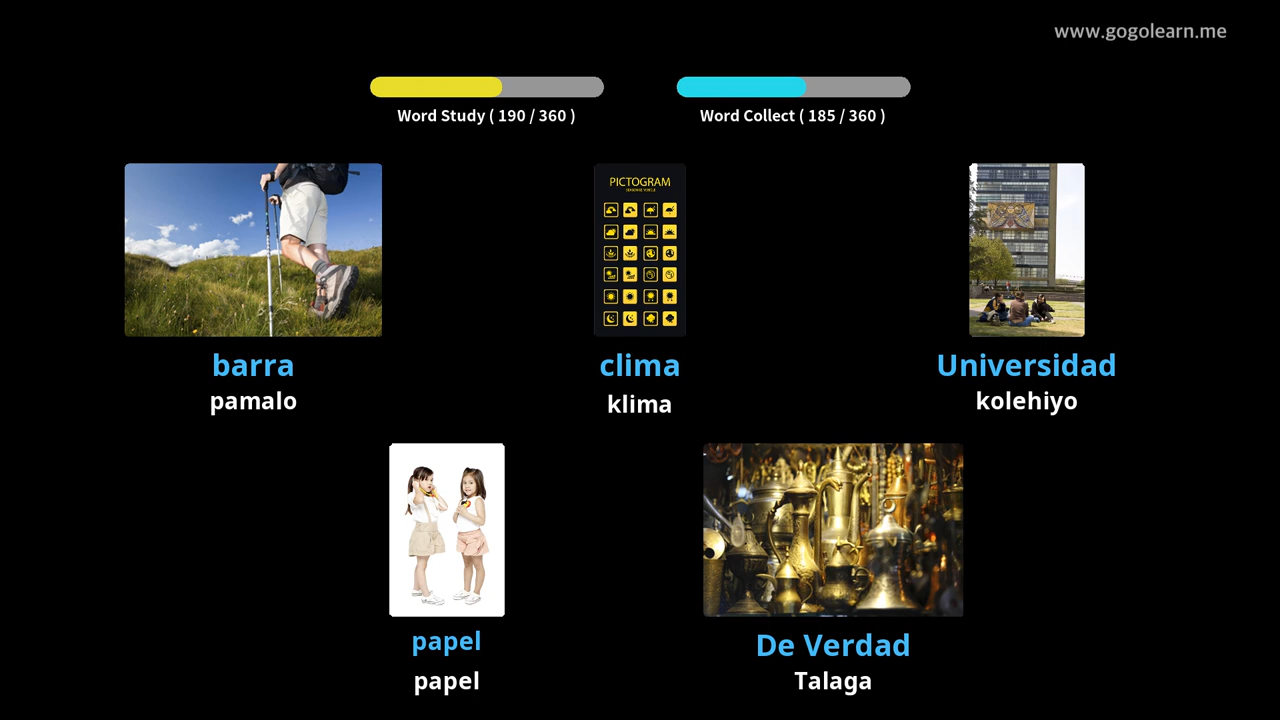 www.gogolearn.me
Word Study ( 190 / 360 )
Word Collect ( 185 / 360 )
PICTOGRAM
barra
pamalo
clima
klima
Universidad
kolehiyo
papel
papel
De Verdad
Talaga